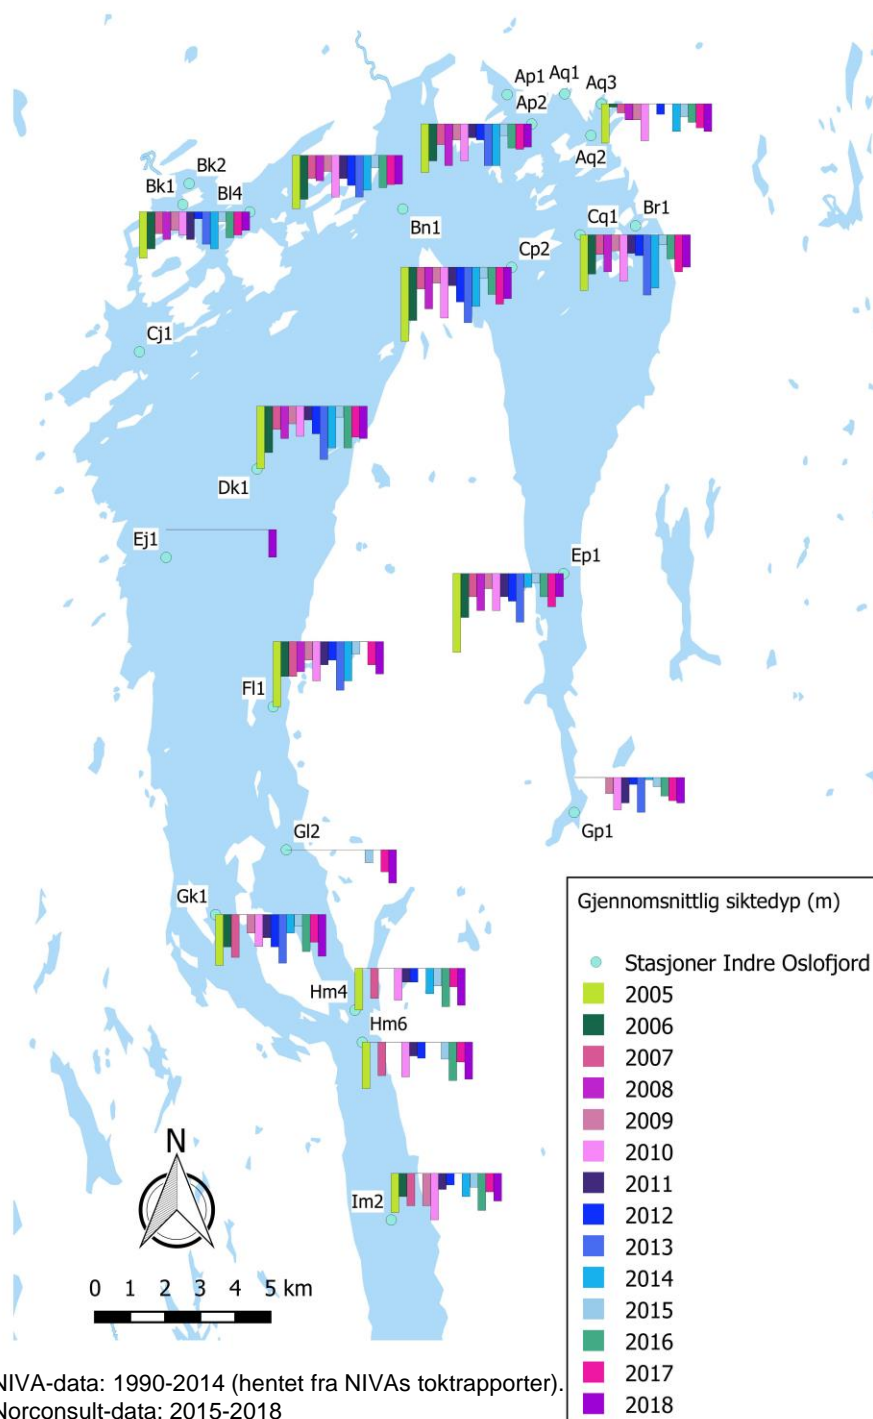 Ap1
Aq1
Aq3
Ap2
Aq2
Bk2
Bk1
Bl4
Bn1
Cq1
Br1
Cp2
Cj1
Dk1
Ej1
Ep1
Fl1
Gp1
Gl2
Gk1
Hm4
Hm6
Im2
N
0 1 2 3 4 5 km
Gjennomsnittlig siktedyp (m)
Stasjoner Indre Oslofjord
2005
2006
2007
2008
2009
2010
2011
2012
2013
2014
2015
2016
2017
2018
NIVA-data: 1990-2014 (hentet fra NIVAs toktrapporter).
Norconsult-data: 2015-2018